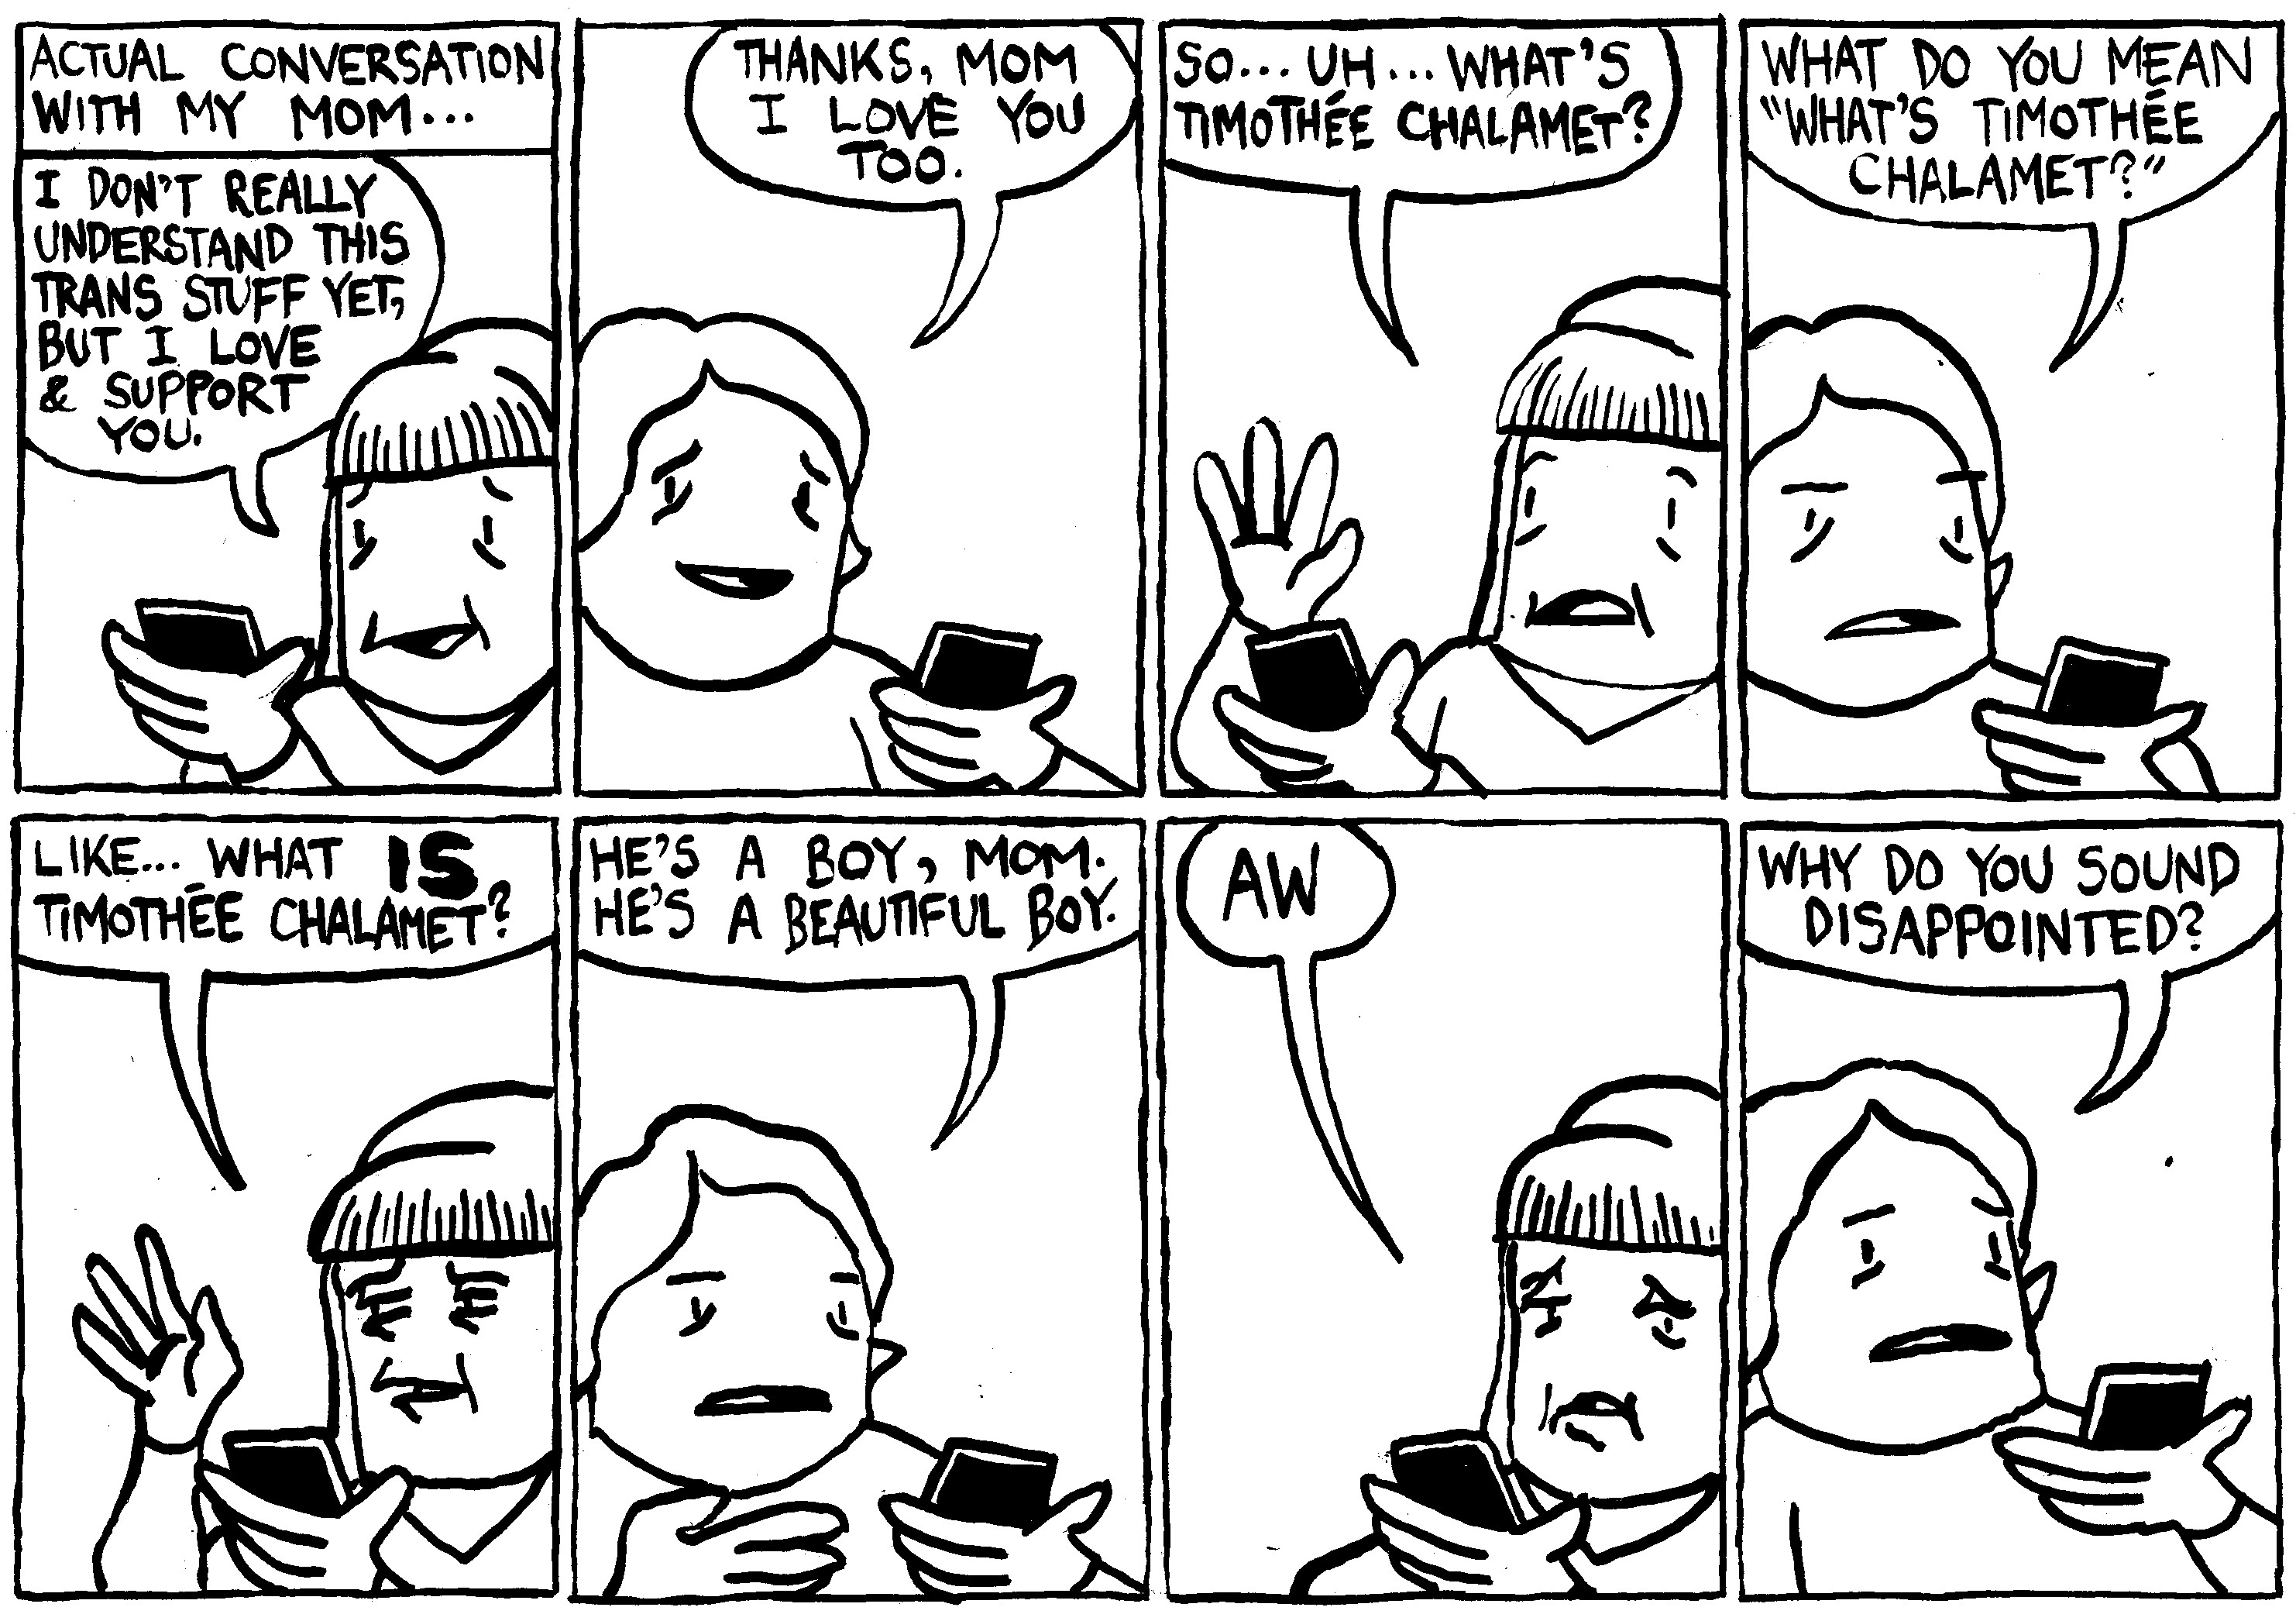 ACTUAL CONVERSATION
WITH MY MOM...
I DON'T REALLY
UNDERSTAND THIS
TRANS STUFF YET,
BUT I LOVE
& SUPPORT
YOU.
THANKS, MOM
I LOVE YOU
TOO.
SO... UH... WHAT'S
TIMOTHÉE CHALAMET?
WHAT DO YOU MEAN
"WHAT'S TIMOTHÉE
CHALAMET?"
LIKE... WHAT IS
TIMOTHÉE CHALAMET?
HE'S A BOY, MOM.
HE'S A BEAUTIFUL BOY.
AW
WHY DO YOU SOUND
DISAPPOINTED?